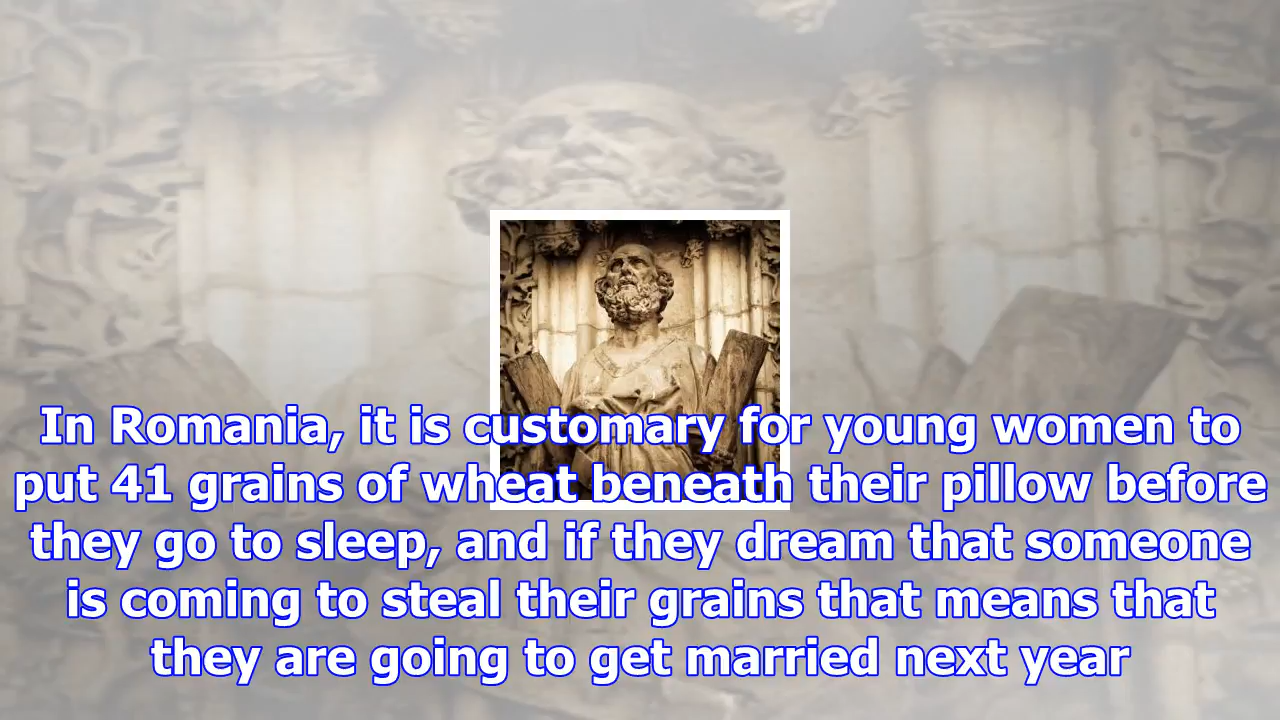 In Romania, it is customary for young women to
put 41 grains of wheat beneath their pillow before
they go to sleep, and if they dream that someone
is coming to steal their grains that means that
they are going to get married next year